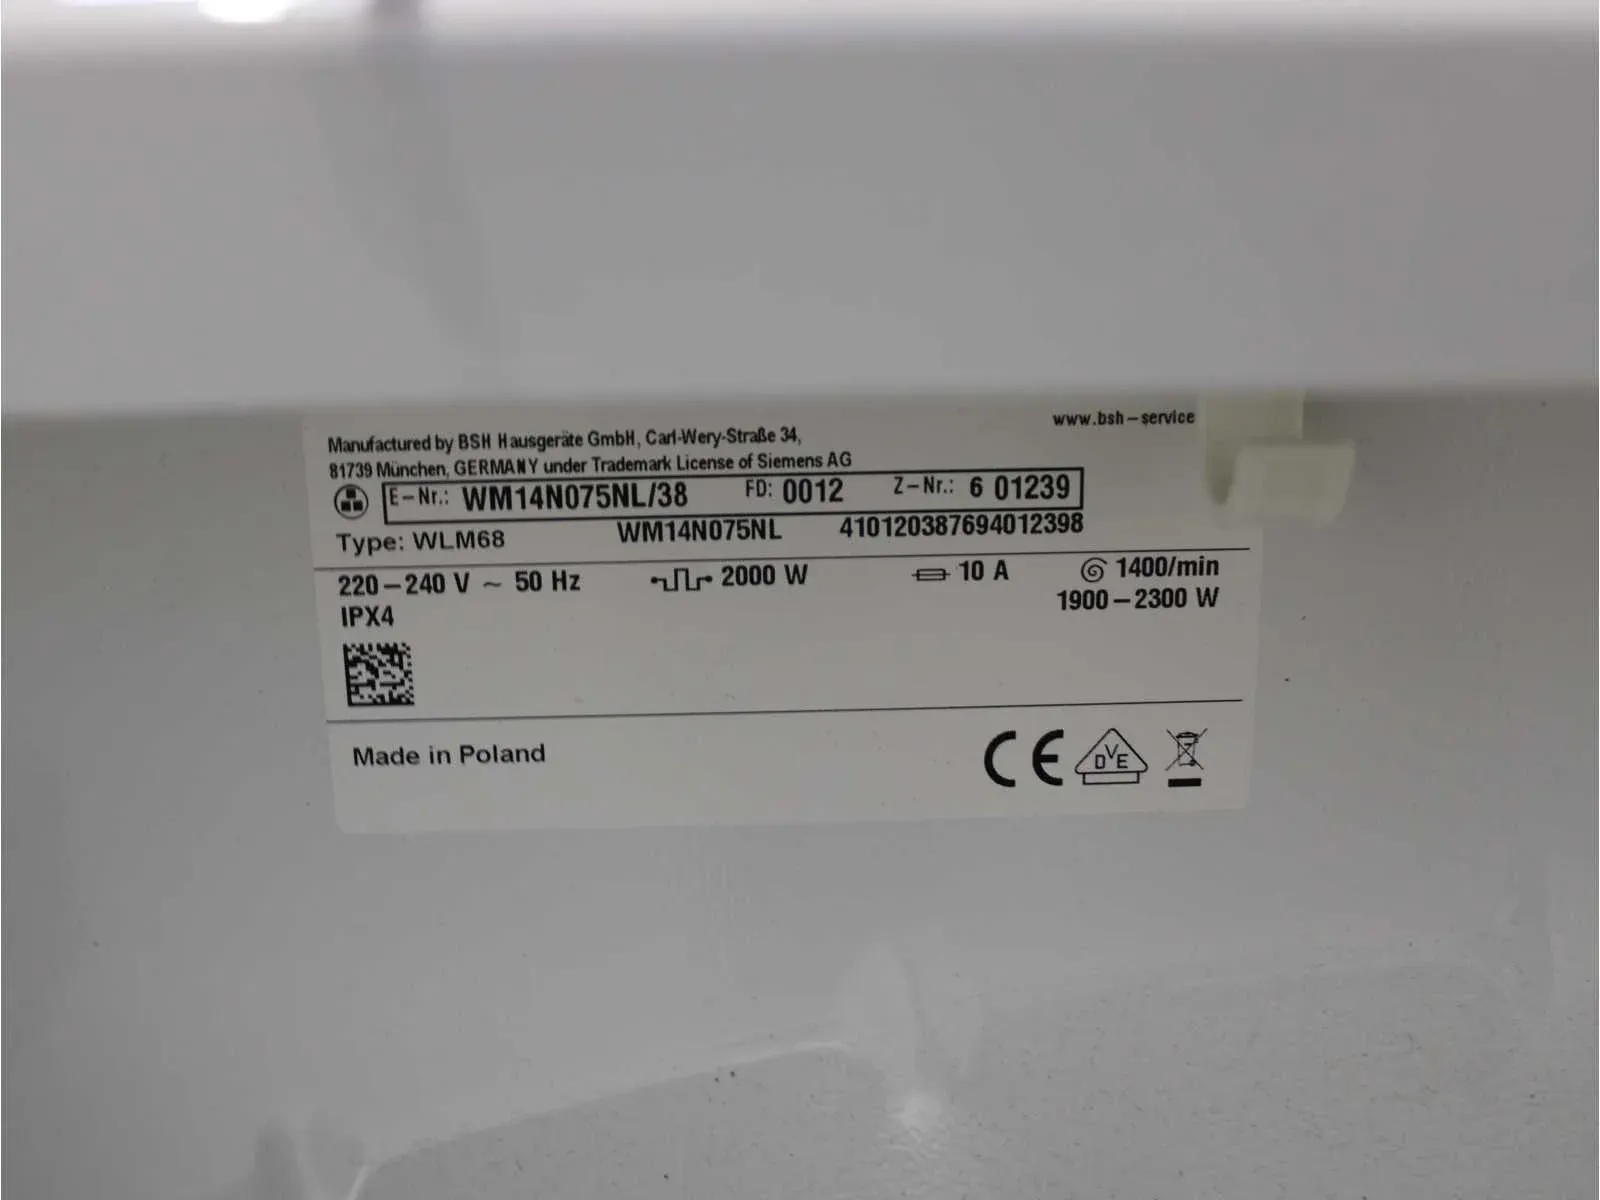 www.bsh-service
Manufactured by BSH Hausgeräte GmbH, Carl-Wery-Straße 34,
81739 München, GERMANY under Trademark License of Siemens AG
E-Nr.: WM14N075NL/38 FD: 0012 Z-Nr.: 6 01239
Type: WLM68 WM14N075NL 410120387694012398
220-240 V ~ 50 Hz 2000 W 10 A 1400/min
IPX4 1900-2300 W
Made in Poland CE DVE